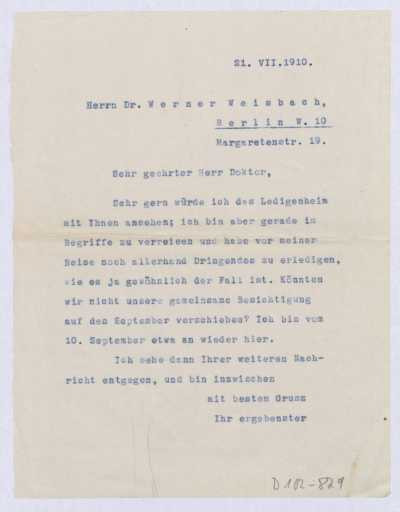 21. VII.1910.
Herrn Dr. Werner Weisbach,
Berlin W. 10
Margaretenstr. 19.
Sehr geehrter Herr Doktor,
Sehr gern würde ich das Ledigenheim
mit Ihnen ansehen; ich bin aber gerade im
Begriffe zu verreisen und habe vor meiner
Reise noch allerhand Dringendes zu erledigen,
wie es ja gewöhnlich der Fall ist. Könnten
wir nicht unsere gemeinsame Besichtigung
auf den September verschieben? Ich bin vom
10. September etwa an wieder hier.
Ich sehe dann Ihrer weiteren Nach-
richt entgegen, und bin inzwischen
mit besten Gruss
Ihr ergebenster
D 102-829